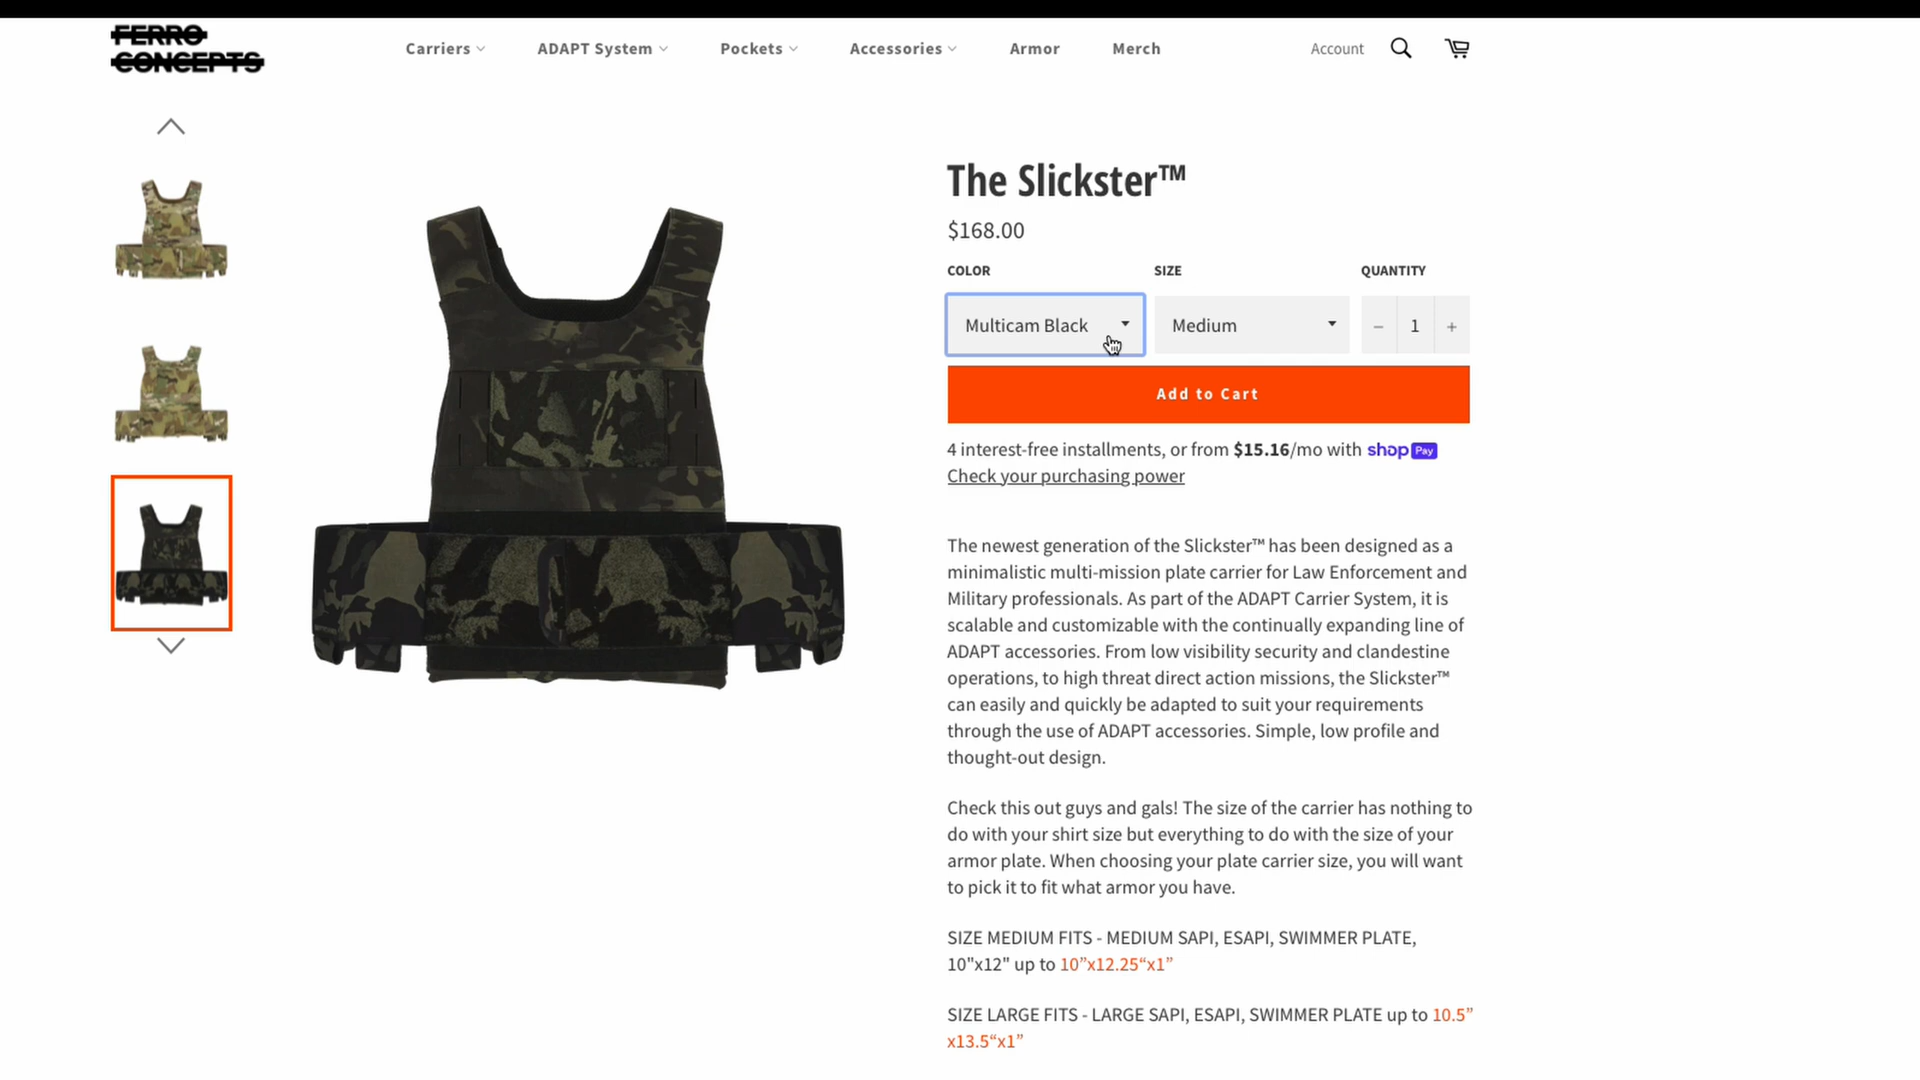 FERRO
CONCEPTS
Carriers
ADAPT System
Pockets
Accessories
Armor
Merch
Account
The Slickster™
$168.00
COLOR
SIZE
QUANTITY
Multicam Black
Medium
− 1 +
Add to Cart
4 interest-free installments, or from $15.16/mo with shop Pay
Check your purchasing power
The newest generation of the Slickster™ has been designed as a
minimalistic multi-mission plate carrier for Law Enforcement and
Military professionals. As part of the ADAPT Carrier System, it is
scalable and customizable with the continually expanding line of
ADAPT accessories. From low visibility security and clandestine
operations, to high threat direct action missions, the Slickster™
can easily and quickly be adapted to suit your requirements
through the use of ADAPT accessories. Simple, low profile and
thought-out design.
Check this out guys and gals! The size of the carrier has nothing to
do with your shirt size but everything to do with the size of your
armor plate. When choosing your plate carrier size, you will want
to pick it to fit what armor you have.
SIZE MEDIUM FITS - MEDIUM SAPI, ESAPI, SWIMMER PLATE,
10"x12" up to 10”x12.25“x1”
SIZE LARGE FITS - LARGE SAPI, ESAPI, SWIMMER PLATE up to 10.5”
x13.5“x1”